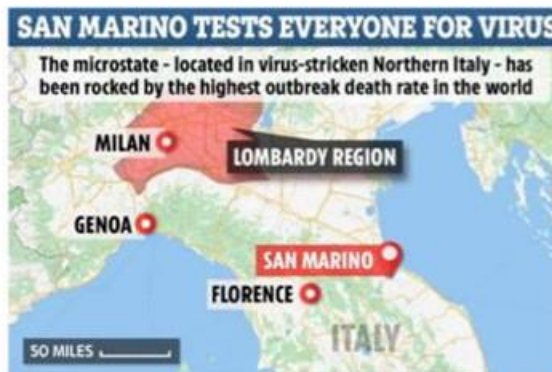 SAN MARINO TESTS EVERYONE FOR VIRUS
The microstate - located in virus-stricken Northern Italy - has
been rocked by the highest outbreak death rate in the world
MILAN
LOMBARDY REGION
GENOA
SAN MARINO
FLORENCE
ITALY
50 MILES